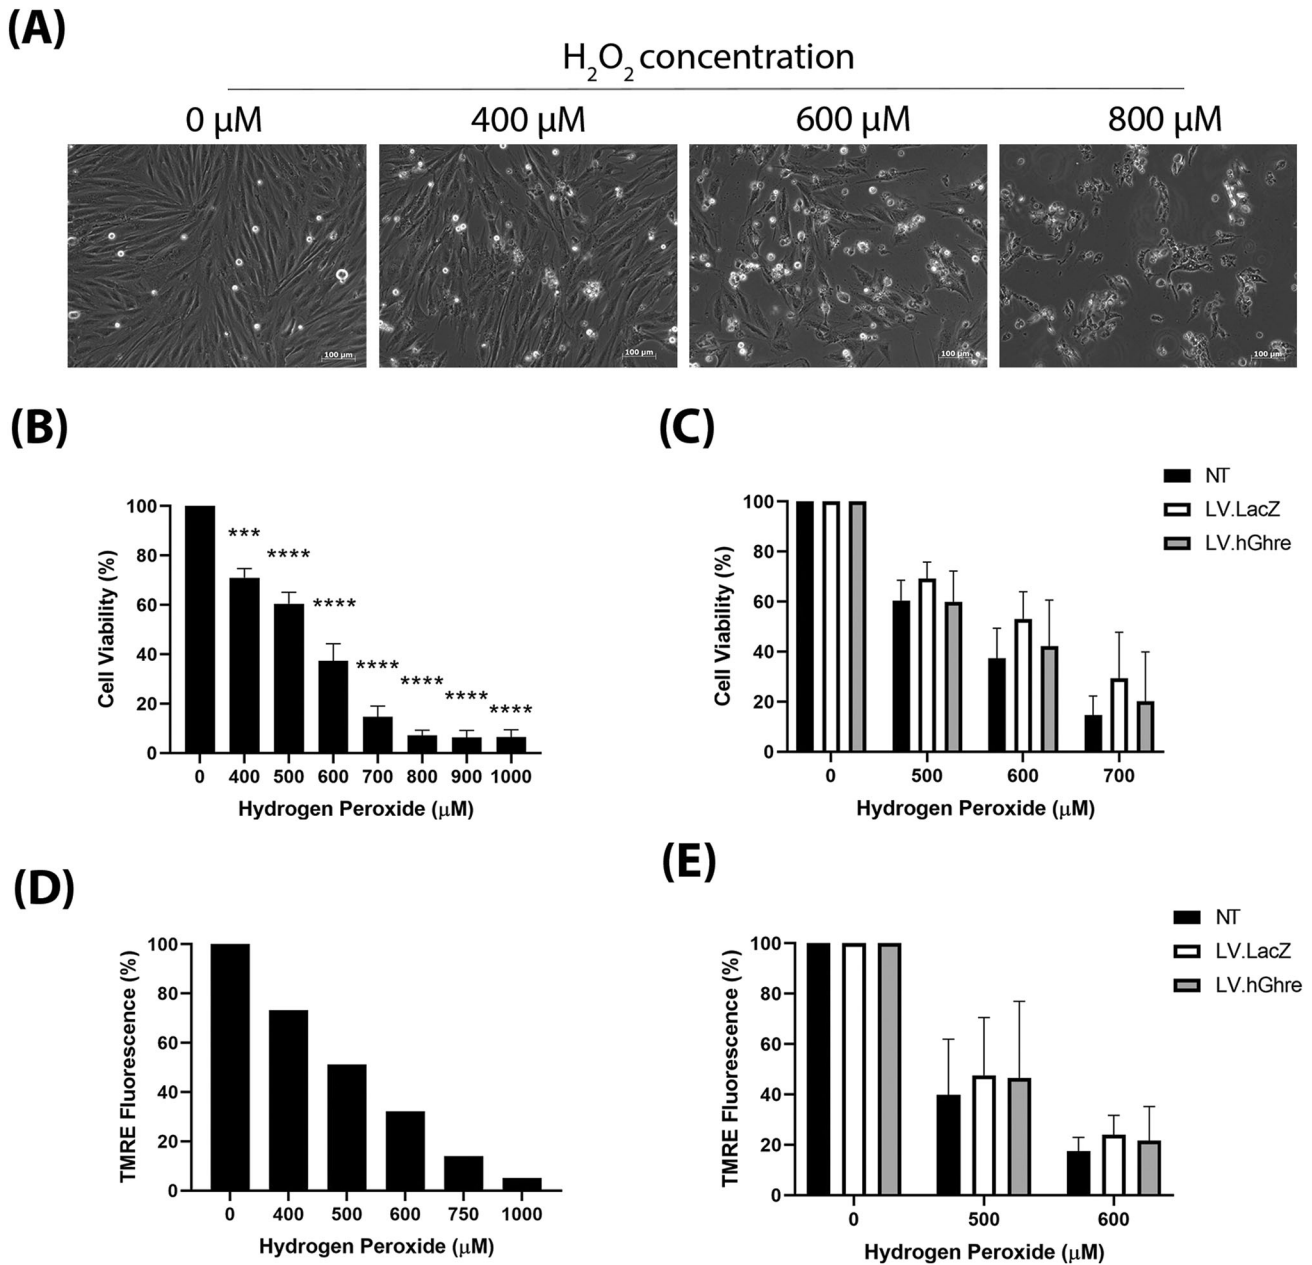 (A)
H2O2 concentration
0 μM 400 μM 600 μM 800 μM
100 μm 100 μm 100 μm 100 μm
(B)
Cell Viability (%)
100
80
60
40
20
0
*** **** **** **** **** **** ****
0 400 500 600 700 800 900 1000
Hydrogen Peroxide (μM)
(C)
NT
LV.LacZ
LV.hGhre
Cell Viability (%)
100
80
60
40
20
0
0 500 600 700
Hydrogen Peroxide (μM)
(D)
TMRE Fluorescence (%)
100
80
60
40
20
0
0 400 500 600 750 1000
Hydrogen Peroxide (μM)
(E)
NT
LV.LacZ
LV.hGhre
TMRE Fluorescence (%)
100
80
60
40
20
0
0 500 600
Hydrogen Peroxide (μM)